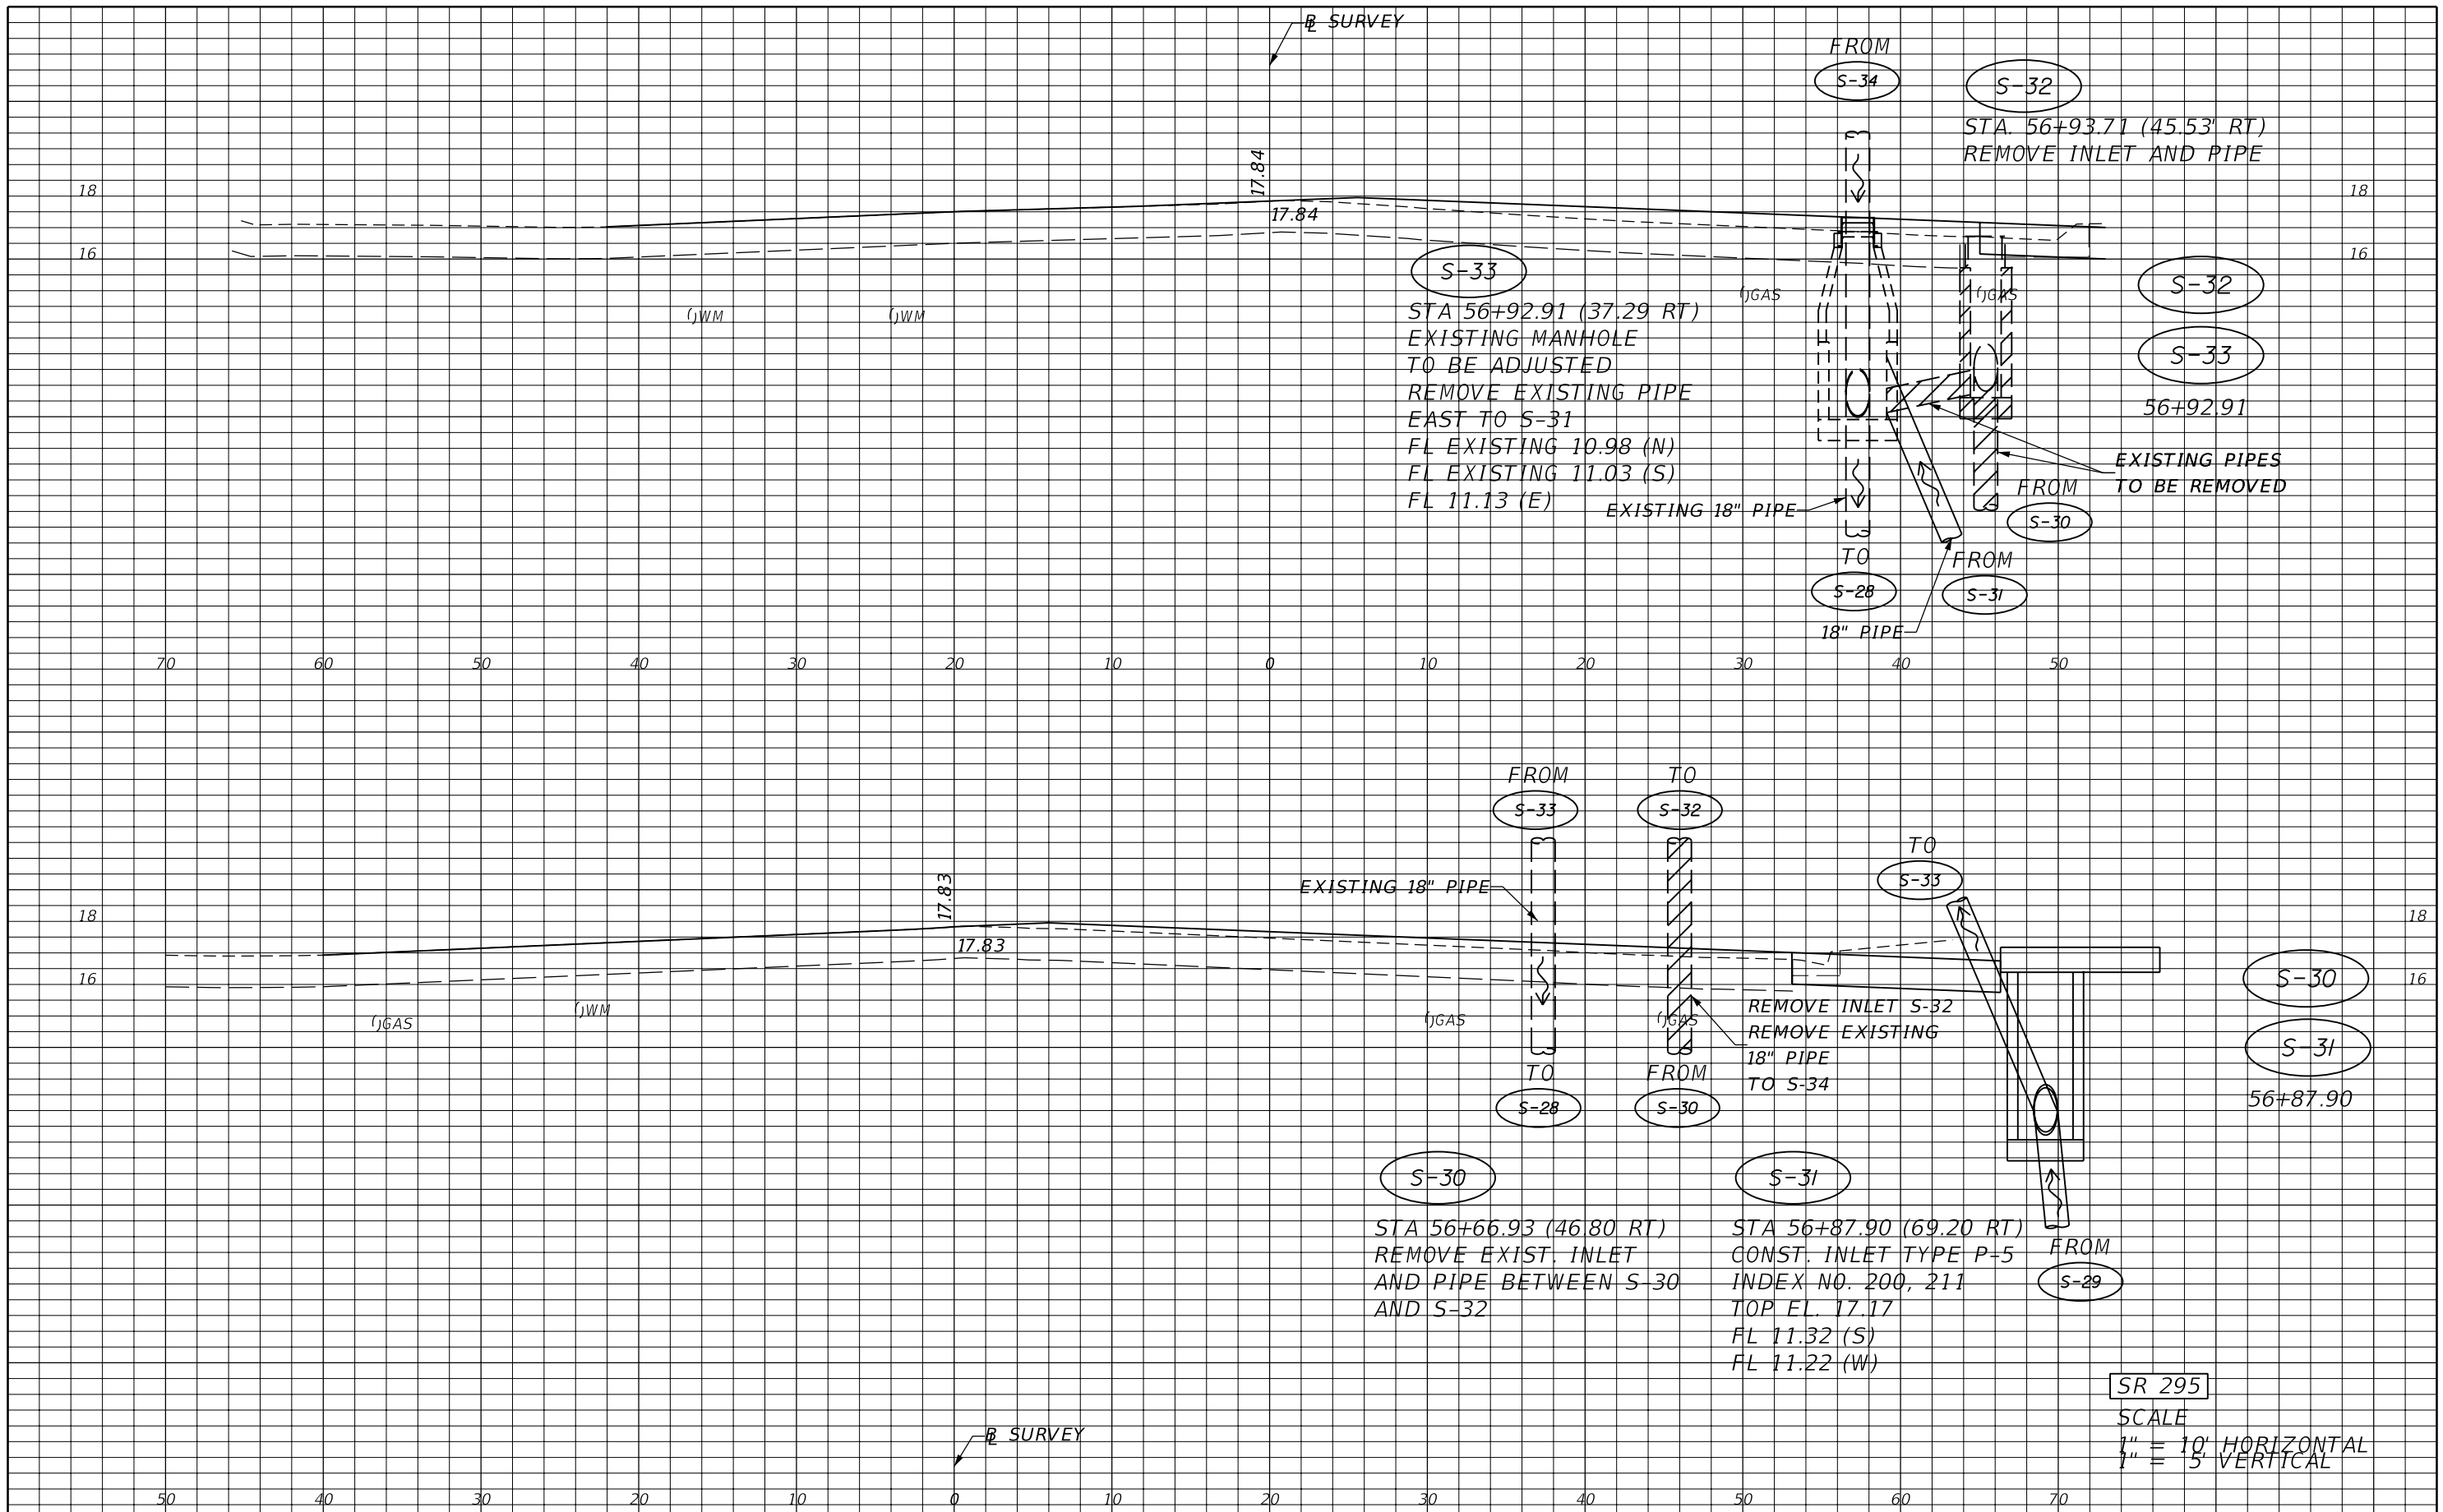 BL SURVEY
FROM
S-34
S-32
STA. 56+93.71 (45.53' RT)
REMOVE INLET AND PIPE
17.84
18
18
17.84
16
16
S-33
STA 56+92.91 (37.29 RT)
EXISTING MANHOLE
TO BE ADJUSTED
REMOVE EXISTING PIPE
EAST TO S-31
FL EXISTING 10.98 (N)
FL EXISTING 11.03 (S)
FL 11.13 (E)
WM
WM
GAS
GAS
S-32
S-33
56+92.91
EXISTING PIPES
TO BE REMOVED
FROM
S-30
EXISTING 18" PIPE
TO
S-28
FROM
S-31
18" PIPE
70 60 50 40 30 20 10 0 10 20 30 40 50
FROM
S-33
TO
S-32
TO
S-33
EXISTING 18" PIPE
17.83
18
18
17.83
16
16
GAS
WM
GAS
GAS
REMOVE INLET S-32
REMOVE EXISTING
18" PIPE
TO S-34
S-30
S-31
56+87.90
TO
S-28
FROM
S-30
S-30
STA 56+66.93 (46.80 RT)
REMOVE EXIST. INLET
AND PIPE BETWEEN S-30
AND S-32
S-31
STA 56+87.90 (69.20 RT)
CONST. INLET TYPE P-5
INDEX NO. 200, 211
TOP EL. 17.17
FL 11.32 (S)
FL 11.22 (W)
FROM
S-29
SR 295
SCALE
1" = 10' HORIZONTAL
1" = 5' VERTICAL
BL SURVEY
50 40 30 20 10 0 10 20 30 40 50 60 70